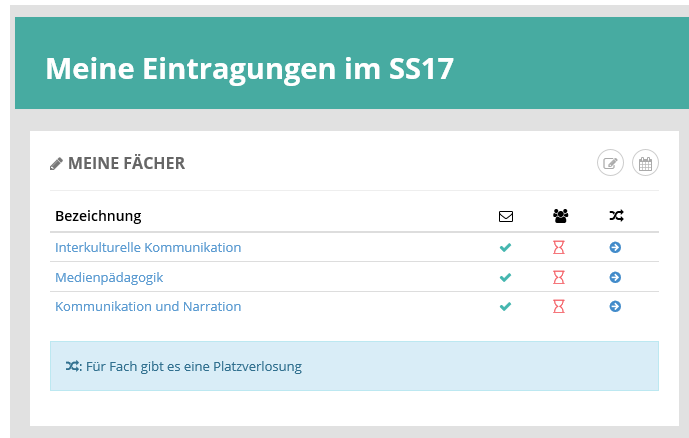 Meine Eintragungen im SS17
MEINE FÄCHER
Bezeichnung
Interkulturelle Kommunikation
Medienpädagogik
Kommunikation und Narration
: Für Fach gibt es eine Platzverlosung